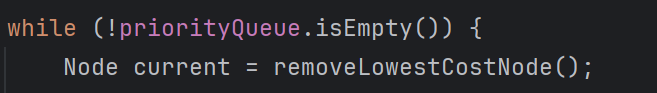 while (!priorityQueue.isEmpty()) {
    Node current = removeLowestCostNode();